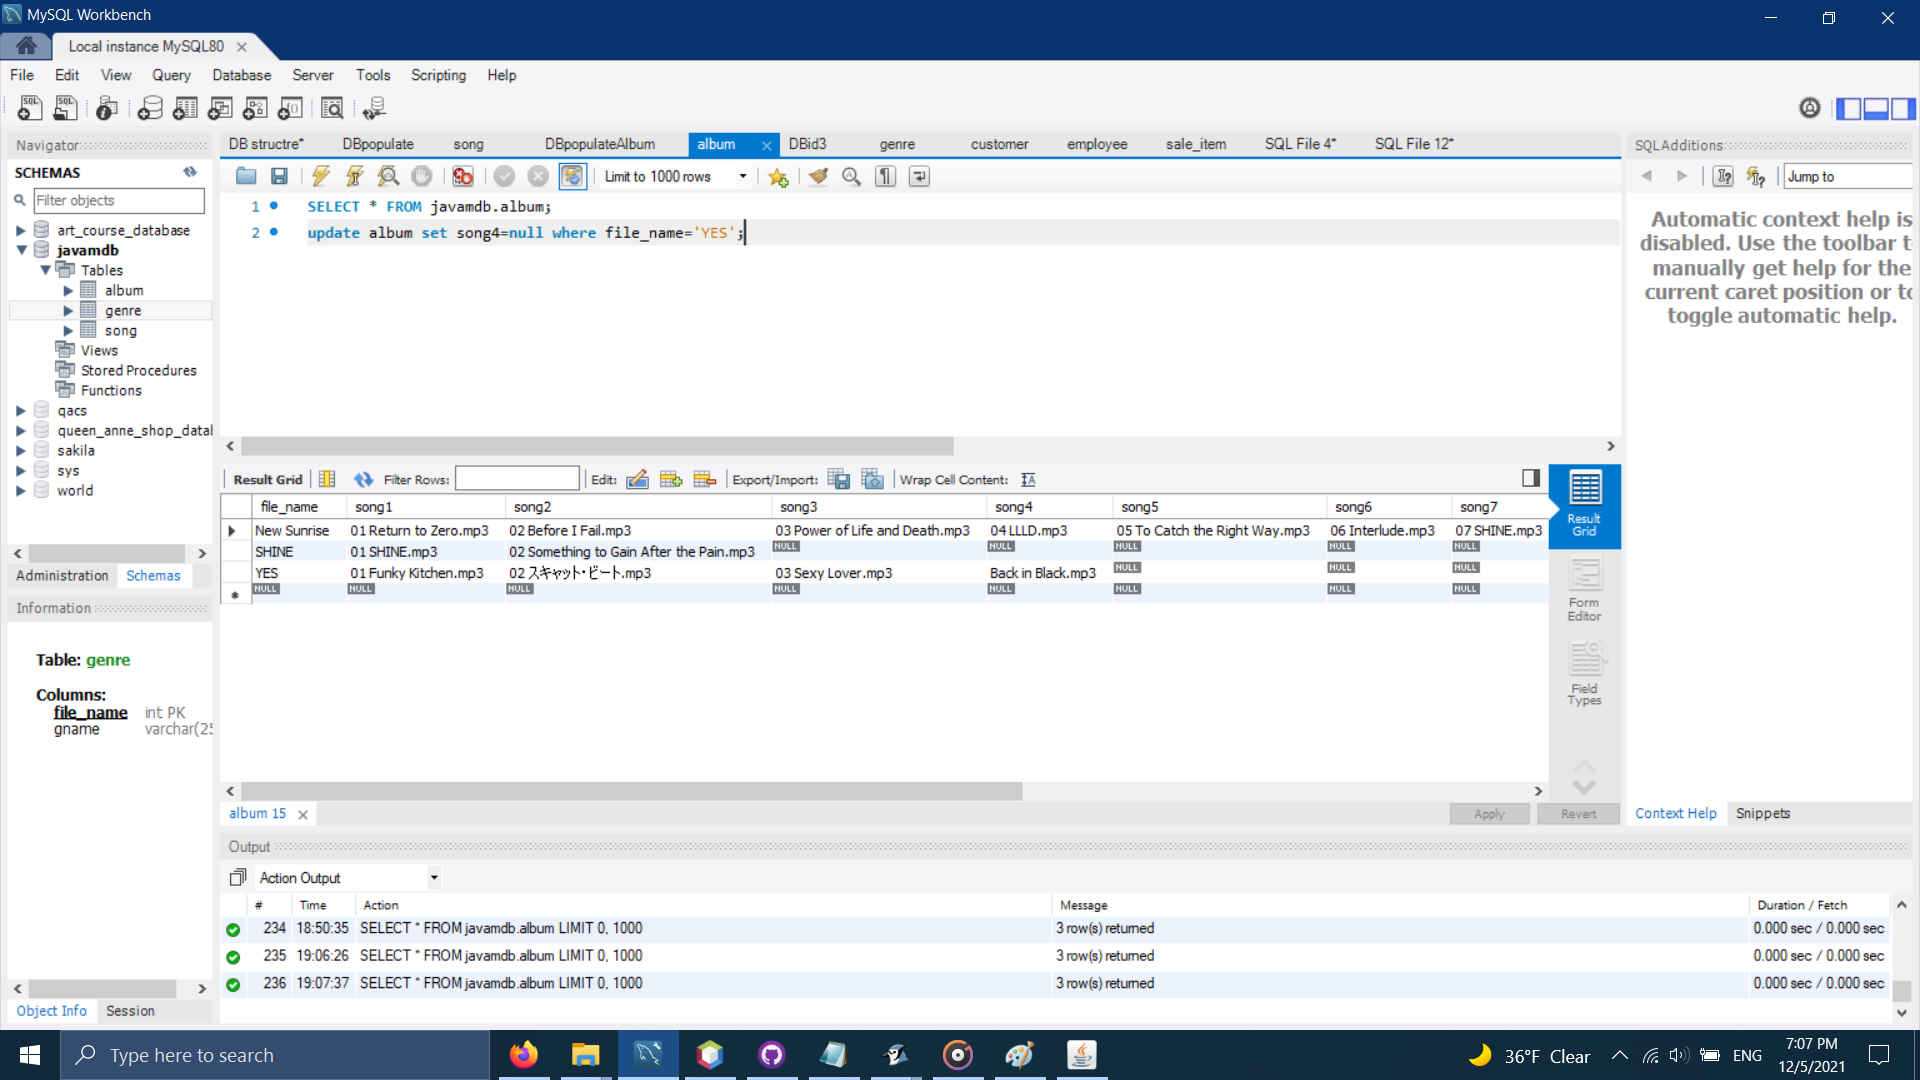 MySQL Workbench
Local instance MySQL80
File Edit View Query Database Server Tools Scripting Help
Navigator
SCHEMAS
Filter objects
art_course_database
javamdb
Tables
album
genre
song
Views
Stored Procedures
Functions
qacs
queen_anne_shop_data
sakila
sys
world
Administration Schemas
Information
Table: genre
Columns:
file_name int PK
gname varchar(25
Object Info Session
DB structre* DBpopulate song DBpopulateAlbum album DBid3 genre customer employee sale_item SQL File 4* SQL File 12*
Limit to 1000 rows
1 SELECT * FROM javamdb.album;
2 update album set song4=null where file_name='YES';
Result Grid Filter Rows: Edit: Export/Import: Wrap Cell Content:
file_name song1 song2 song3 song4 song5 song6 song7
New Sunrise 01 Return to Zero.mp3 02 Before I Fail.mp3 03 Power of Life and Death.mp3 04 LLLD.mp3 05 To Catch the Right Way.mp3 06 Interlude.mp3 07 SHINE.mp3
SHINE 01 SHINE.mp3 02 Something to Gain After the Pain.mp3 NULL NULL NULL NULL NULL
YES 01 Funky Kitchen.mp3 02 スキャット・ビート.mp3 03 Sexy Lover.mp3 Back in Black.mp3 NULL NULL NULL
NULL NULL NULL NULL NULL NULL NULL NULL
Result Grid
Form Editor
Field Types
album 15
Apply Revert
SQLAdditions
Jump to
Automatic context help is
disabled. Use the toolbar t
manually get help for the
current caret position or to
toggle automatic help.
Context Help Snippets
Output
Action Output
# Time Action Message Duration / Fetch
234 18:50:35 SELECT * FROM javamdb.album LIMIT 0, 1000 3 row(s) returned 0.000 sec / 0.000 sec
235 19:06:26 SELECT * FROM javamdb.album LIMIT 0, 1000 3 row(s) returned 0.000 sec / 0.000 sec
236 19:07:37 SELECT * FROM javamdb.album LIMIT 0, 1000 3 row(s) returned 0.000 sec / 0.000 sec
Type here to search
36°F Clear
ENG
7:07 PM
12/5/2021